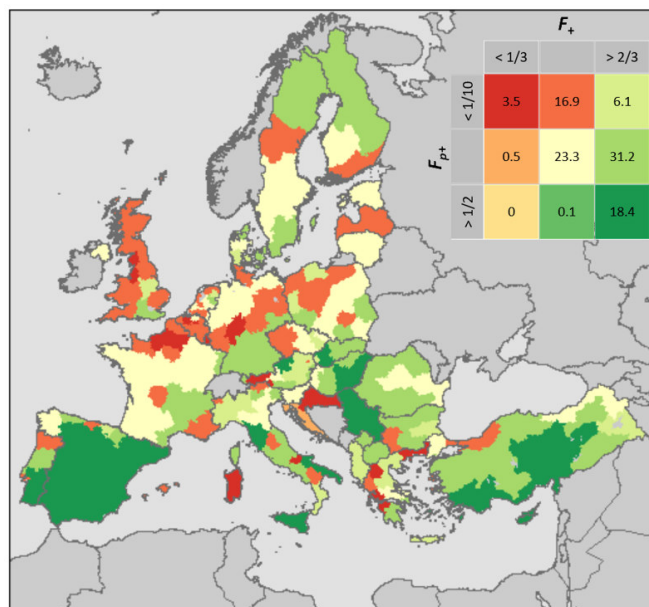 F+
< 1/3 > 2/3
Fp+
< 1/10 3.5 16.9 6.1
0.5 23.3 31.2
> 1/2 0 0.1 18.4